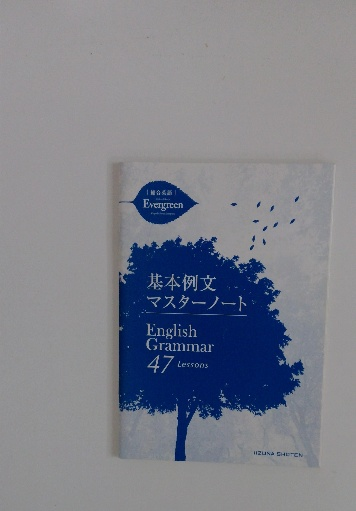 総合英語
Evergreen
基本例文
マスターノート
English
Grammar
47 Lessons
IIZUNA SHOTEN